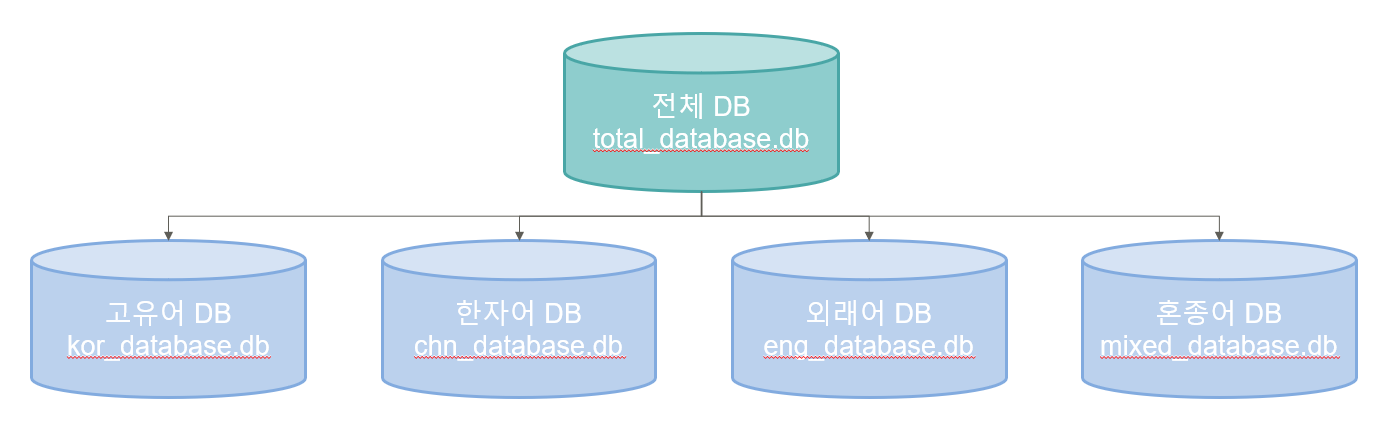 전체 DB
total_database.db
고유어 DB
kor_database.db
한자어 DB
chn_database.db
외래어 DB
eng_database.db
혼종어 DB
mixed_database.db